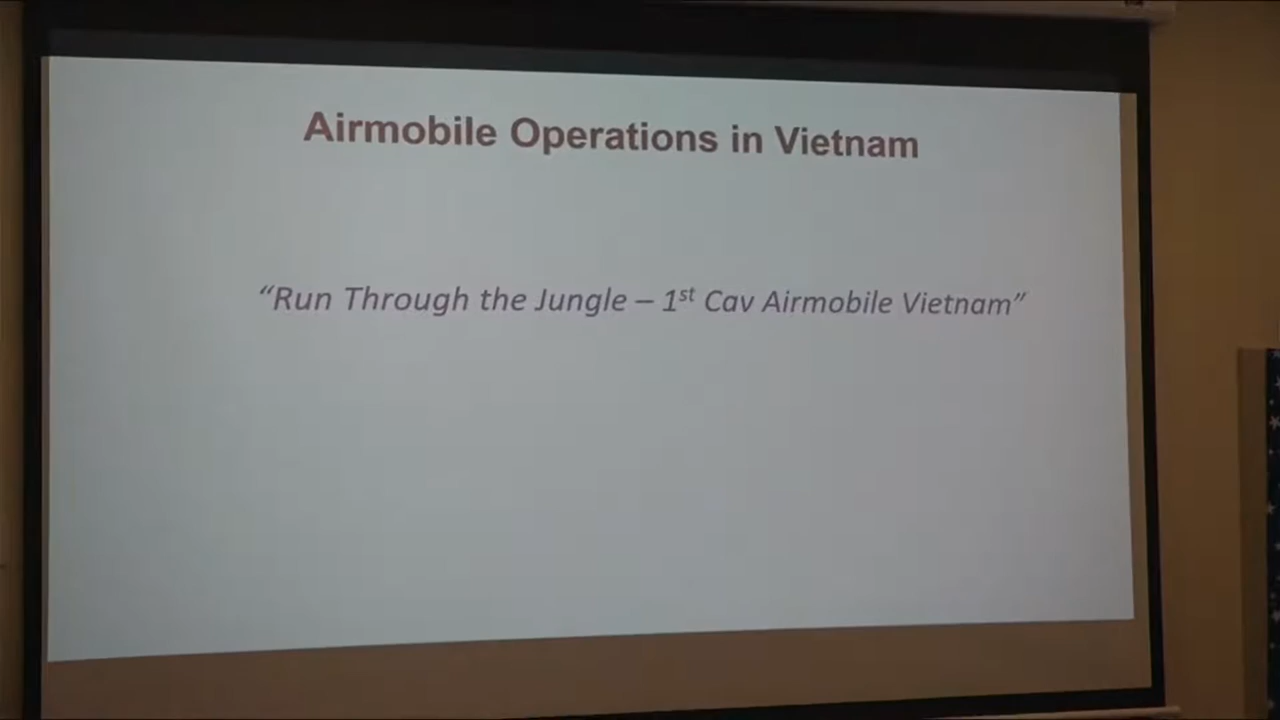 Airmobile Operations in Vietnam
“Run Through the Jungle – 1st Cav Airmobile Vietnam”